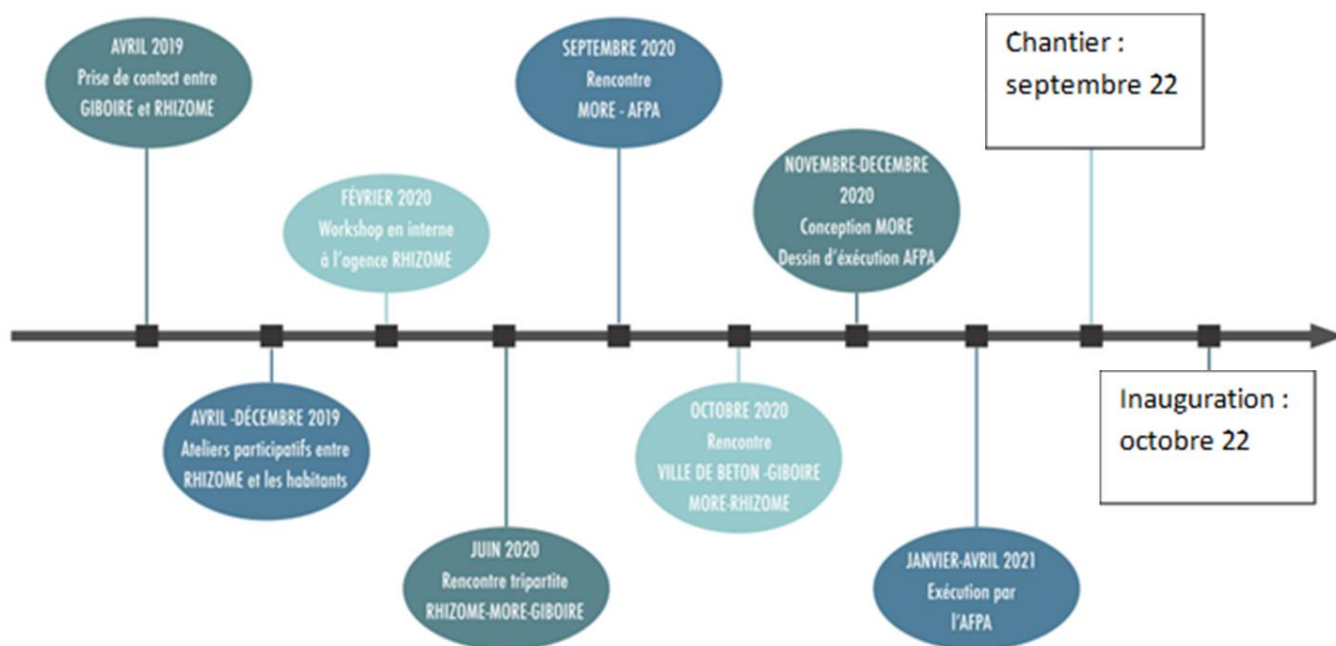 AVRIL 2019
Prise de contact entre
GIBOIRE et RHIZOME
AVRIL -DÉCEMBRE 2019
Ateliers participatifs entre
RHIZOME et les habitants
FÉVRIER 2020
Workshop en interne
à l'agence RHIZOME
JUIN 2020
Rencontre tripartite
RHIZOME-MORE-GIBOIRE
SEPTEMBRE 2020
Rencontre
MORE - AFPA
OCTOBRE 2020
Rencontre
VILLE DE BETON -GIBOIRE
MORE-RHIZOME
NOVEMBRE-DECEMBRE
2020
Conception MORE
Dessin d'éxécution AFPA
JANVIER-AVRIL 2021
Exécution par
l'AFPA
Chantier :
septembre 22
Inauguration :
octobre 22